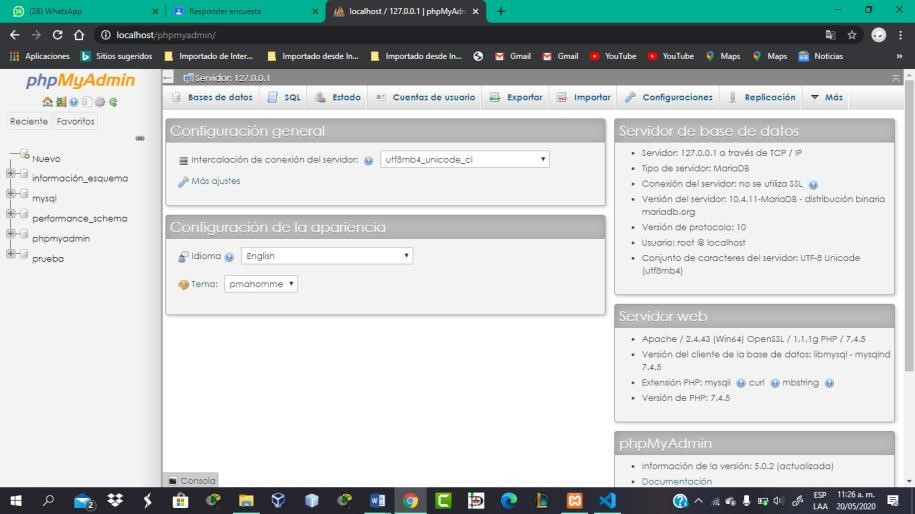 (28) WhatsApp
Responder encuesta
localhost / 127.0.0.1 | phpMyAdm
localhost/phpmyadmin/
Aplicaciones
Sitios sugeridos
Importado de Inter...
Importado desde In...
Importado desde In...
Gmail
Gmail
YouTube
YouTube
Maps
Maps
Noticias
»
phpMyAdmin
Reciente
Favoritos
Nuevo
información_esquema
mysql
performance_schema
phpmyadmin
prueba
Servidor: 127.0.0.1
Bases de datos
SQL
Estado
Cuentas de usuario
Exportar
Importar
Configuraciones
Replicación
Más
Configuración general
Intercalación de conexión del servidor:
utf8mb4_unicode_ci
Más ajustes
Configuración de la apariencia
Idioma
English
Tema:
pmahomme
Servidor de base de datos
Servidor: 127.0.0.1 a través de TCP / IP
Tipo de servidor: MariaDB
Conexión del servidor: no se utiliza SSL
Versión del servidor: 10.4.11-MariaDB - distribución binaria
mariadb.org
Versión de protocolo: 10
Usuario: root @ localhost
Conjunto de caracteres del servidor: UTF-8 Unicode
(utf8mb4)
Servidor web
Apache / 2.4.43 (Win64) OpenSSL / 1.1.1g PHP / 7.4.5
Versión del cliente de la base de datos: libmysql - mysqlnd
7.4.5
Extensión PHP: mysqli
curl
mbstring
Versión de PHP: 7.4.5
phpMyAdmin
Información de la versión: 5.0.2 (actualizada)
Documentación
Consola
2
ESP
LAA
11:26 a. m.
20/05/2020